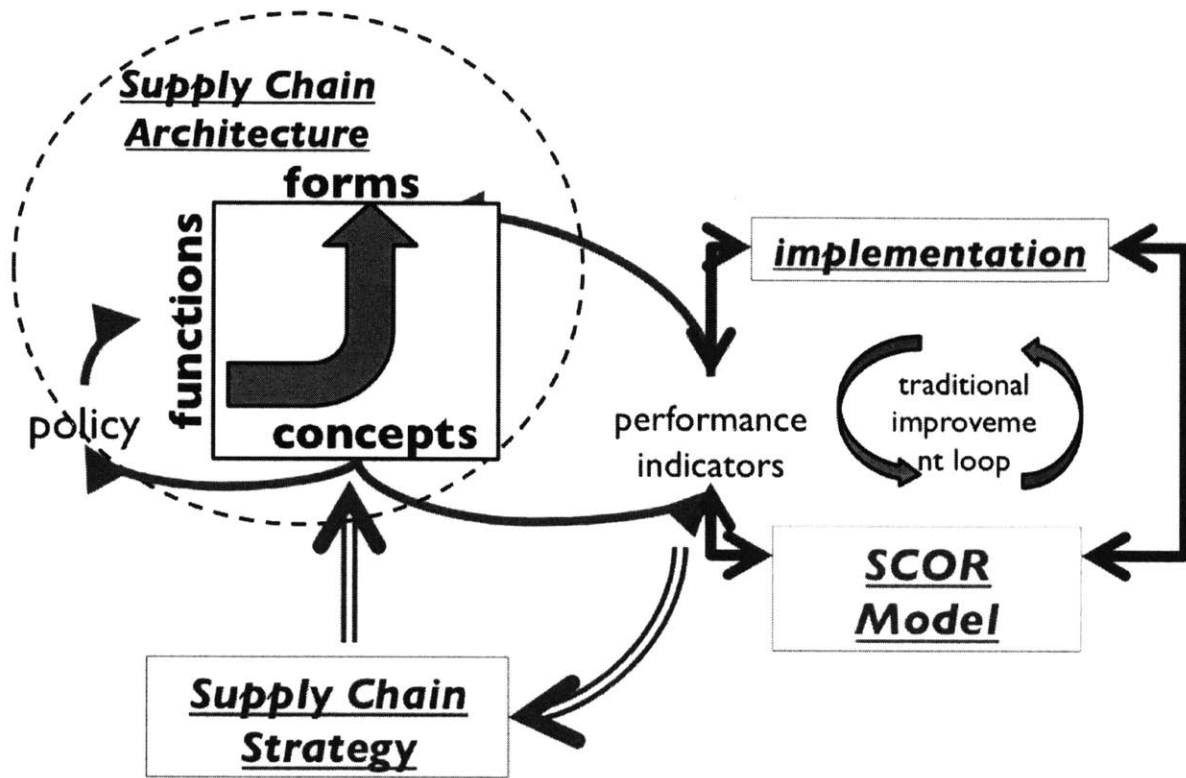 Supply Chain
Architecture
forms
functions
concepts
policy
performance
indicators
implementation
traditional
improveme
nt loop
SCOR
Model
Supply Chain
Strategy